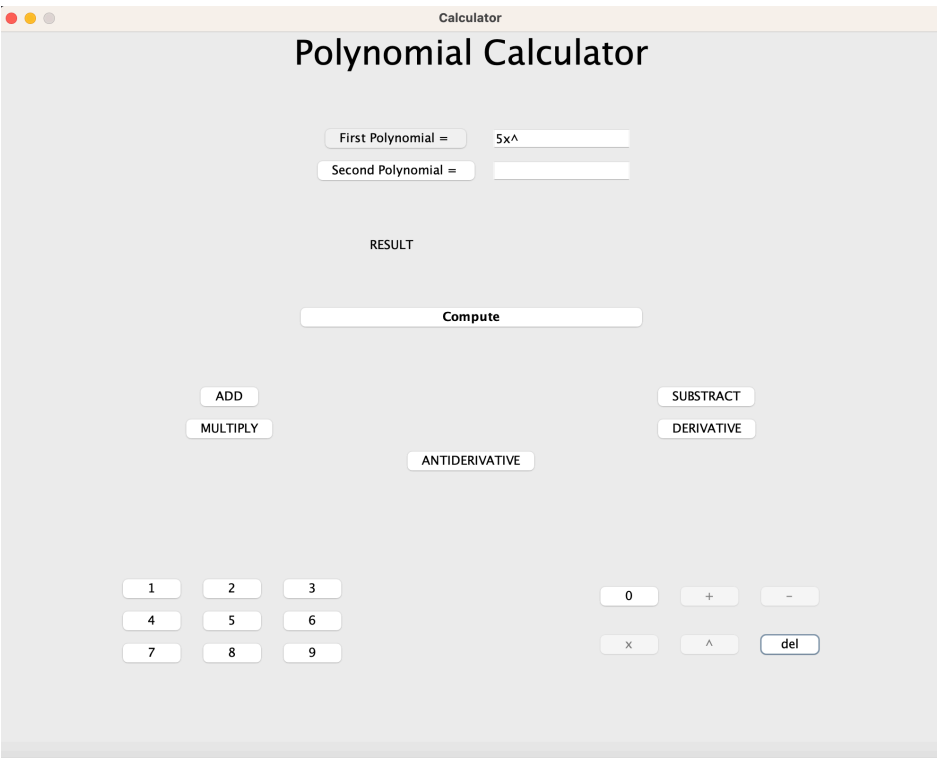 Calculator
Polynomial Calculator
First Polynomial = 5x^
Second Polynomial =
RESULT
Compute
ADD SUBSTRACT
MULTIPLY DERIVATIVE
ANTIDERIVATIVE
1 2 3 0 + -
4 5 6
x ^ del
7 8 9